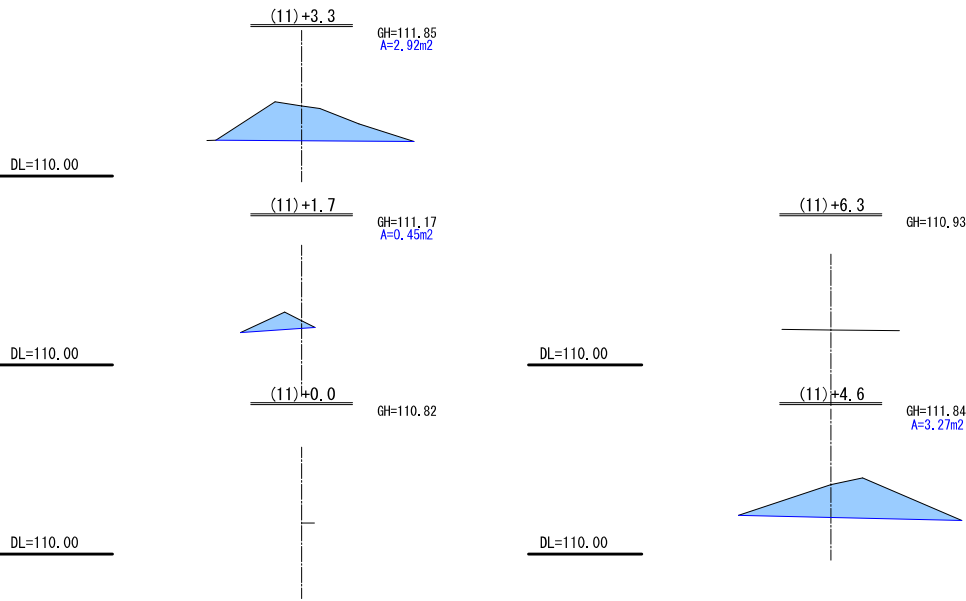 (11)+3.3
GH=111.85
A=2.92m2
DL=110.00
(11)+1.7
GH=111.17
A=0.45m2
DL=110.00
(11)+0.0
GH=110.82
DL=110.00
(11)+6.3
GH=110.93
DL=110.00
(11)+4.6
GH=111.84
A=3.27m2
DL=110.00